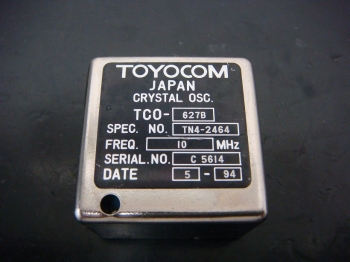 TOYOCOM
JAPAN
CRYSTAL OSC.
TCO- 627B
SPEC. NO. TN4-2464
FREQ. 10 MHz
SERIAL.NO. C 5614
DATE 5 - 94